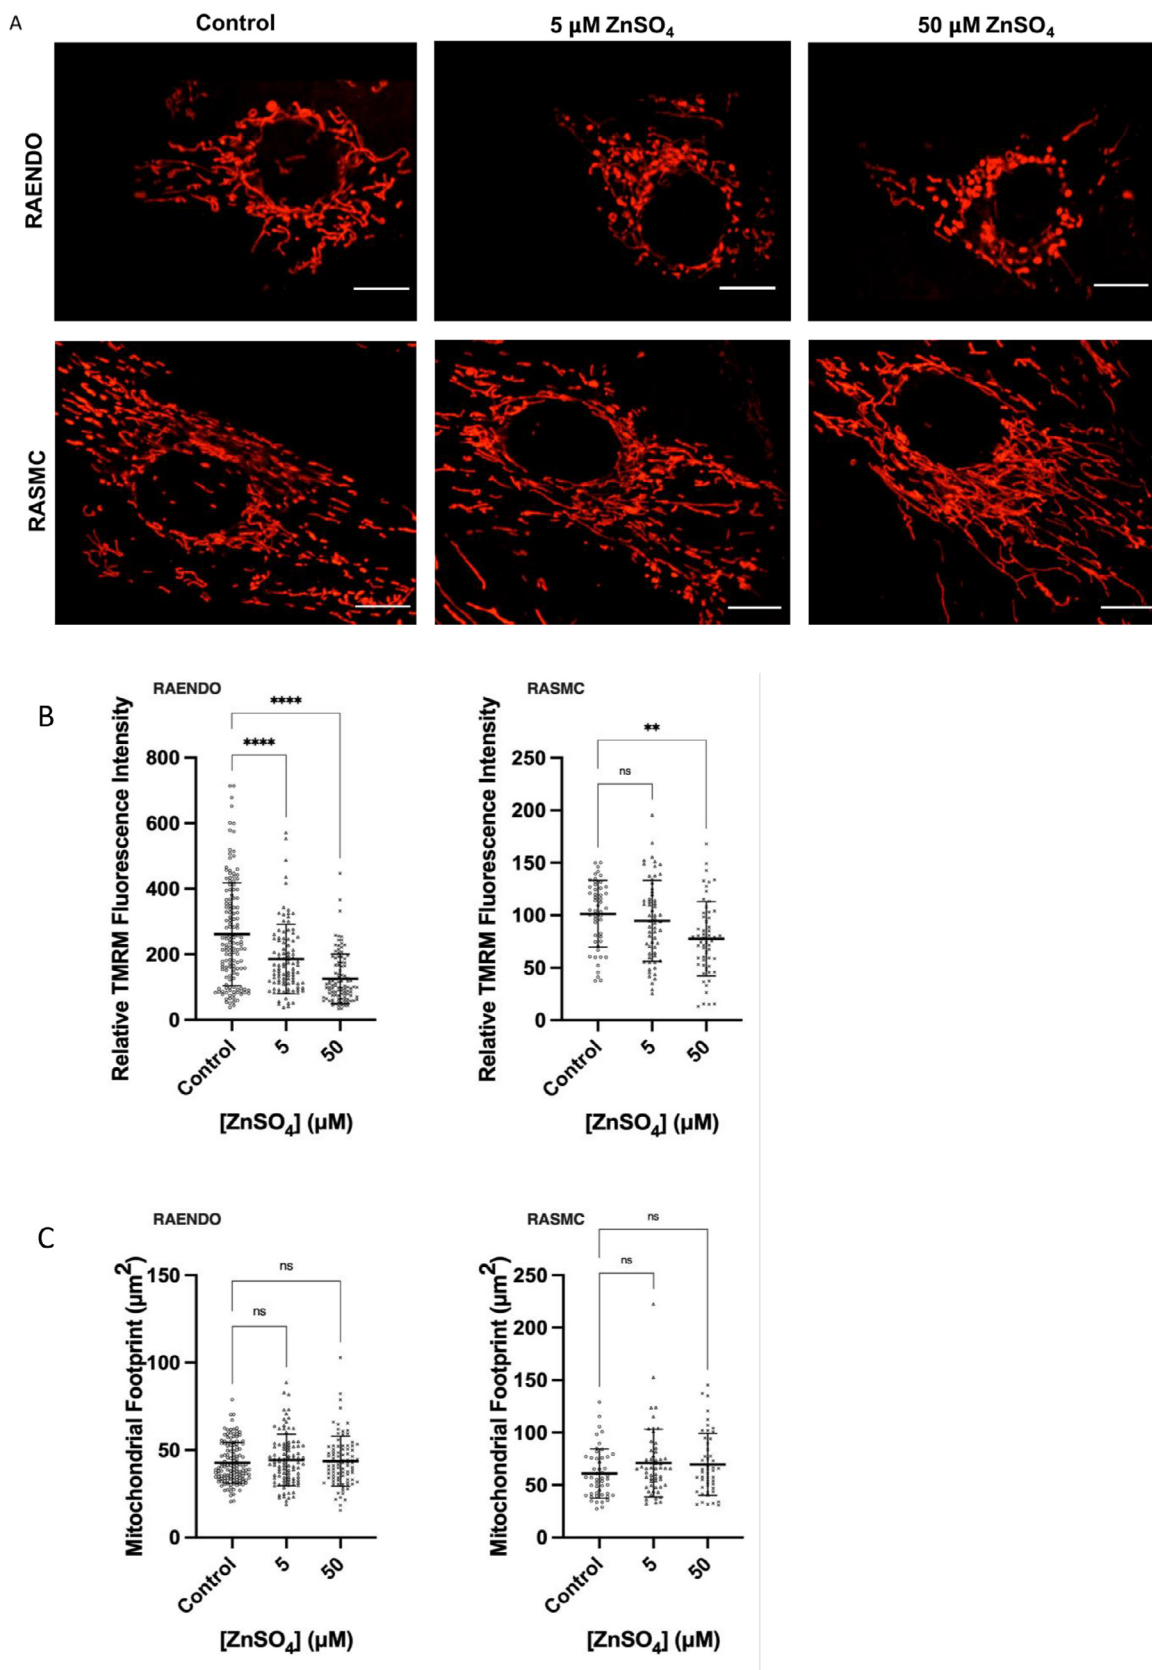 A
Control
5 µM ZnSO₄
50 µM ZnSO₄
RAENDO
RASMC
B
RAENDO
Relative TMRM Fluorescence Intensity
****
****
800
600
400
200
0
Control
5
50
[ZnSO₄] (µM)
RASMC
Relative TMRM Fluorescence Intensity
**
ns
250
200
150
100
50
0
Control
5
50
[ZnSO₄] (µM)
C
RAENDO
Mitochondrial Footprint (µm²)
ns
ns
150
100
50
0
Control
5
50
[ZnSO₄] (µM)
RASMC
Mitochondrial Footprint (µm²)
ns
ns
250
200
150
100
50
0
Control
5
50
[ZnSO₄] (µM)